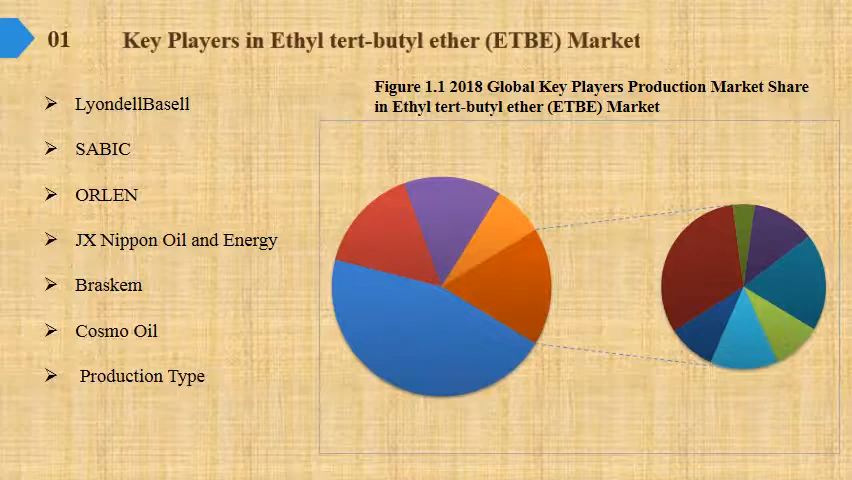 01
Key Players in Ethyl tert-butyl ether (ETBE) Market
Figure 1.1 2018 Global Key Players Production Market Share
in Ethyl tert-butyl ether (ETBE) Market
LyondellBasell
SABIC
ORLEN
JX Nippon Oil and Energy
Braskem
Cosmo Oil
Production Type